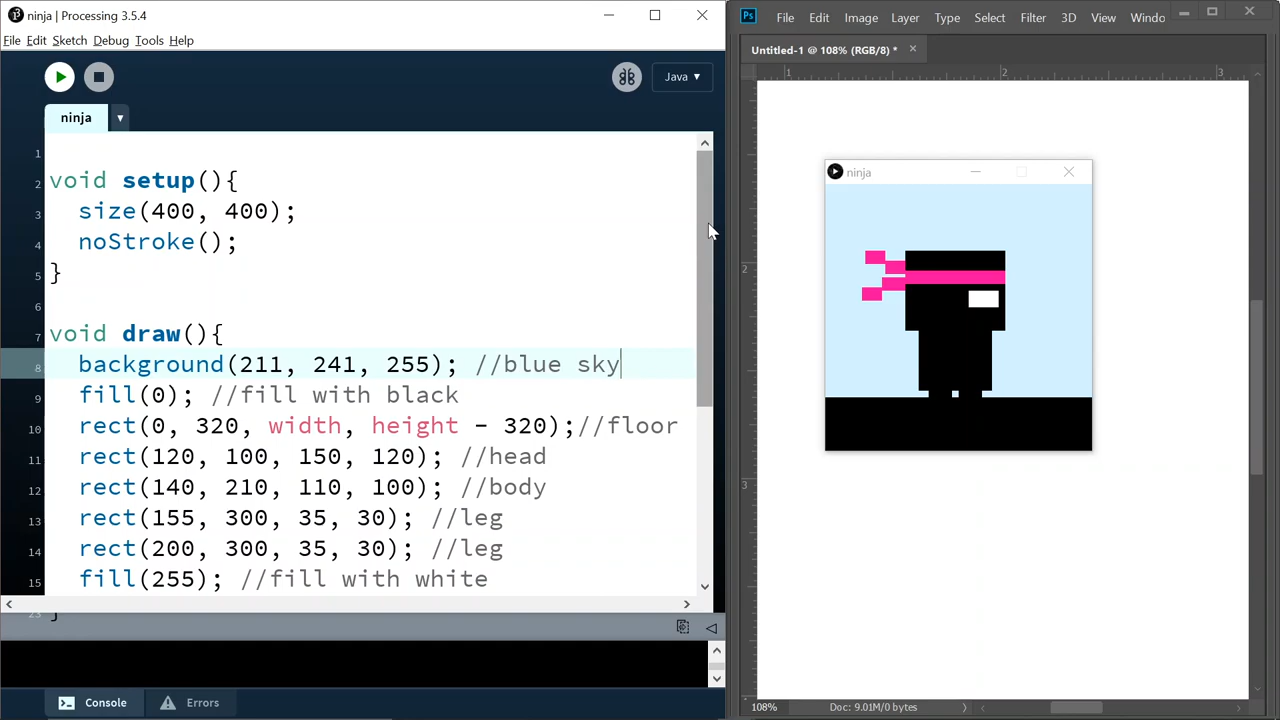 ninja | Processing 3.5.4
File Edit Sketch Debug Tools Help
Java ▾
ninja ▾
1
2 void setup(){
3   size(400, 400);
4   noStroke();
5 }
6
7 void draw(){
8   background(211, 241, 255); //blue sky
9   fill(0); //fill with black
10   rect(0, 320, width, height - 320);//floor
11   rect(120, 100, 150, 120); //head
12   rect(140, 210, 110, 100); //body
13   rect(155, 300, 35, 30); //leg
14   rect(200, 300, 35, 30); //leg
15   fill(255); //fill with white
23 }
Console Errors
Ps File Edit Image Layer Type Select Filter 3D View Windo
Untitled-1 @ 108% (RGB/8) * ×
1 2 3
ninja
2
3
108% Doc: 9.01M/0 bytes